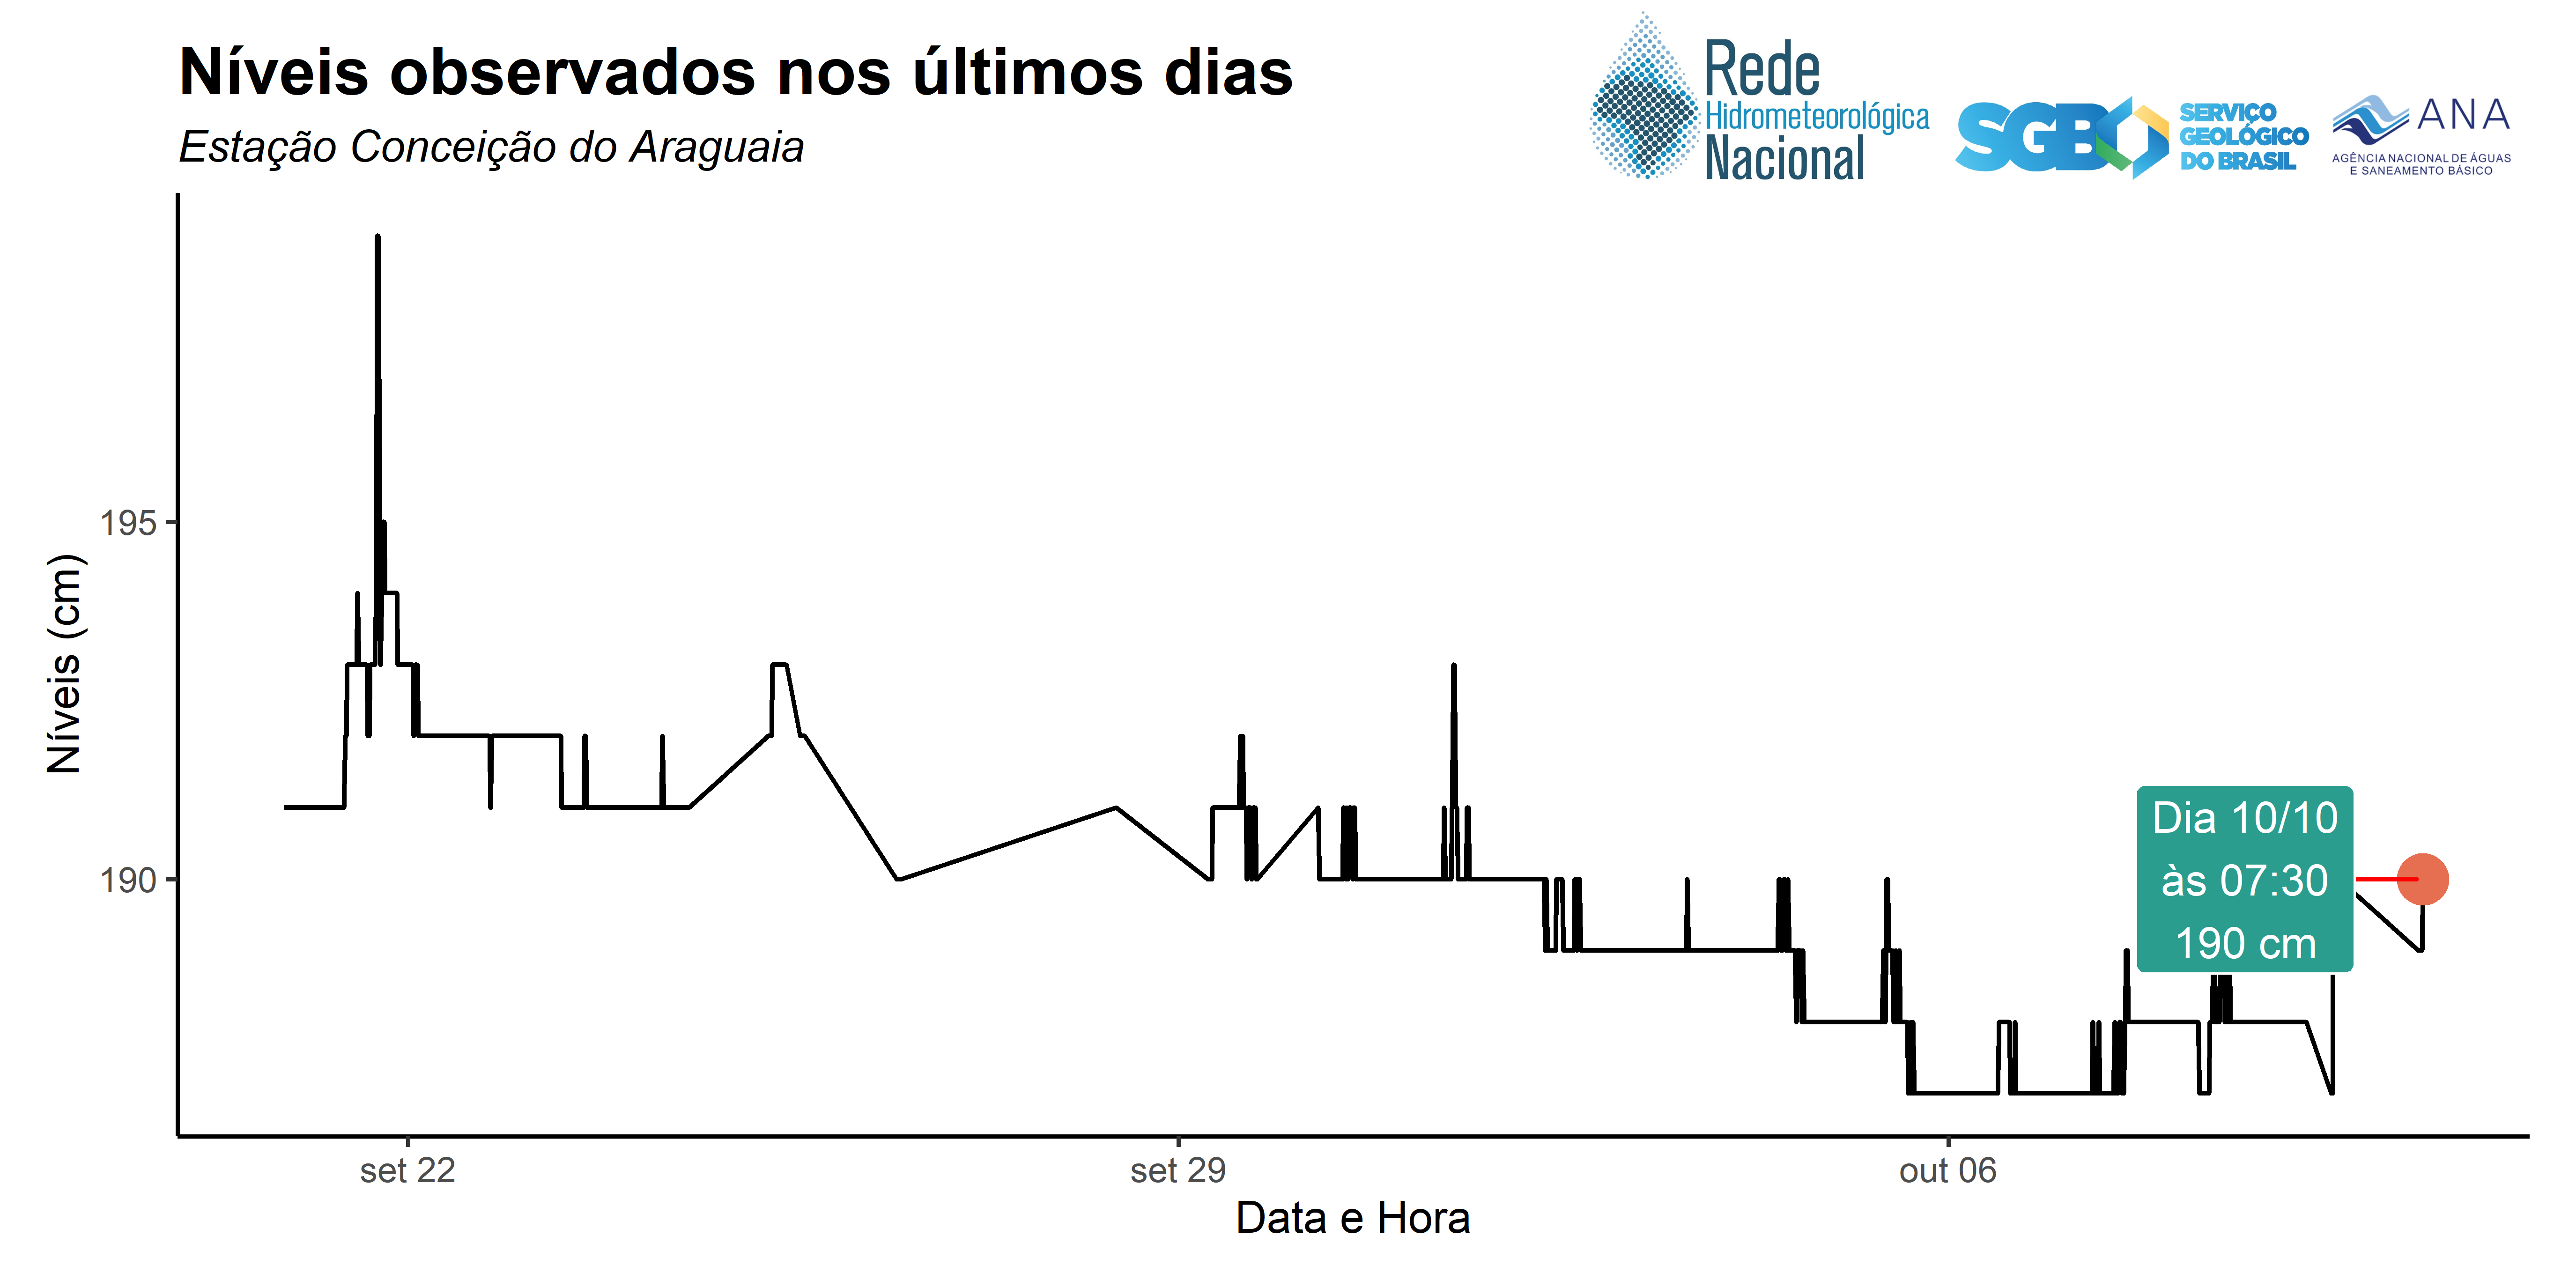 Níveis observados nos últimos dias
Estação Conceição do Araguaia
Rede
Hidrometeorológica
Nacional
SGB
SERVIÇO
GEOLÓGICO
DO BRASIL
ANA
AGÊNCIA NACIONAL DE ÁGUAS
E SANEAMENTO BÁSICO
195
190
Níveis (cm)
Dia 10/10
às 07:30
190 cm
set 22
set 29
out 06
Data e Hora